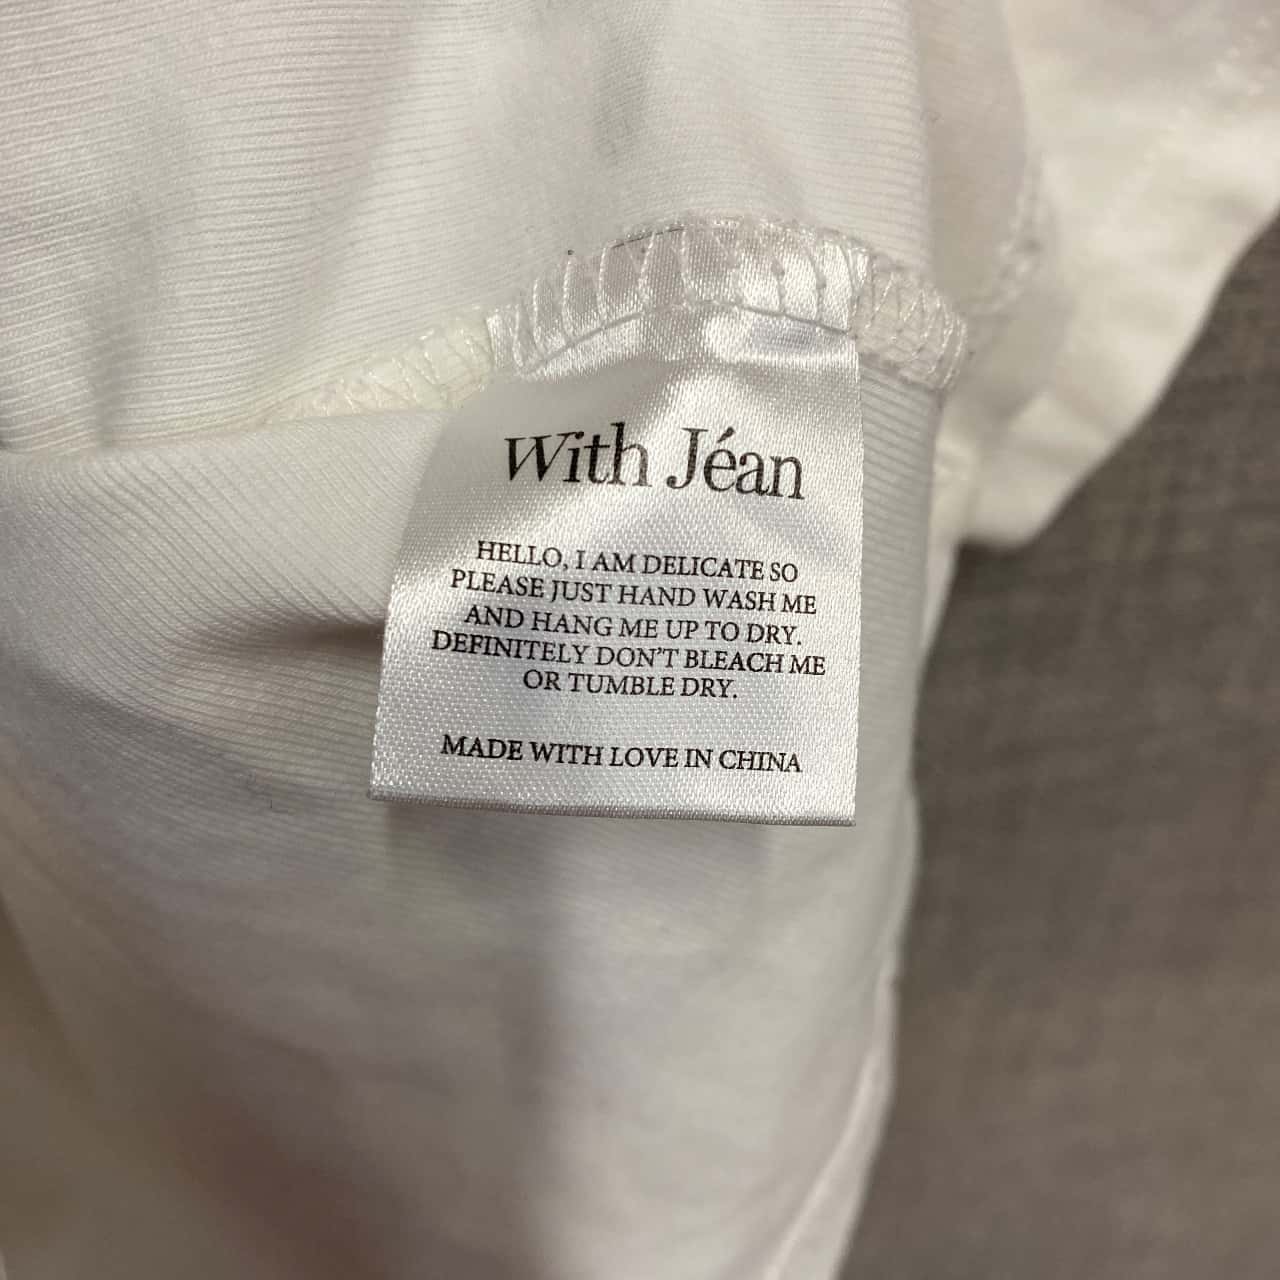 With Jéan
HELLO, I AM DELICATE SO
PLEASE JUST HAND WASH ME
AND HANG ME UP TO DRY.
DEFINITELY DON'T BLEACH ME
OR TUMBLE DRY.
MADE WITH LOVE IN CHINA